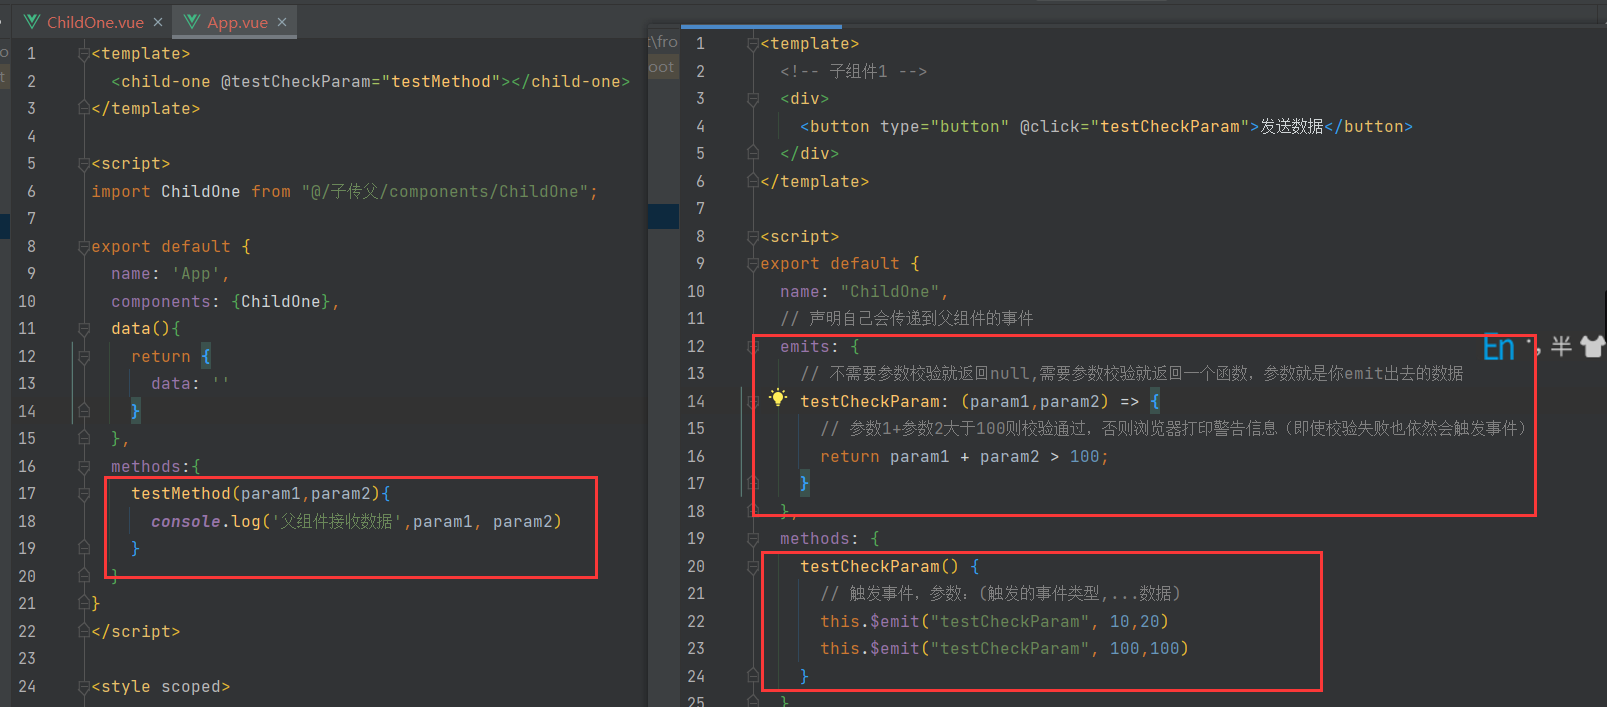 ChildOne.vue
App.vue
1 <template>
2 <child-one @testCheckParam="testMethod"></child-one>
3 </template>
4
5 <script>
6 import ChildOne from "@/子传父/components/ChildOne";
7
8 export default {
9 name: 'App',
10 components: {ChildOne},
11 data(){
12 return {
13 data: ''
14 }
15 },
16 methods:{
17 testMethod(param1,param2){
18 console.log('父组件接收数据',param1, param2)
19 }
20 }
21 }
22 </script>
23
24 <style scoped>
t\fro
oot
1 <template>
2 <!-- 子组件1 -->
3 <div>
4 <button type="button" @click="testCheckParam">发送数据</button>
5 </div>
6 </template>
7
8 <script>
9 export default {
10 name: "ChildOne",
11 // 声明自己会传递到父组件的事件
12 emits: {
13 // 不需要参数校验就返回null,需要参数校验就返回一个函数，参数就是你emit出去的数据
14 testCheckParam: (param1,param2) => {
15 // 参数1+参数2大于100则校验通过，否则浏览器打印警告信息（即使校验失败也依然会触发事件）
16 return param1 + param2 > 100;
17 }
18 },
19 methods: {
20 testCheckParam() {
21 // 触发事件，参数：(触发的事件类型,...数据)
22 this.$emit("testCheckParam", 10,20)
23 this.$emit("testCheckParam", 100,100)
24 }
25 }
En 半